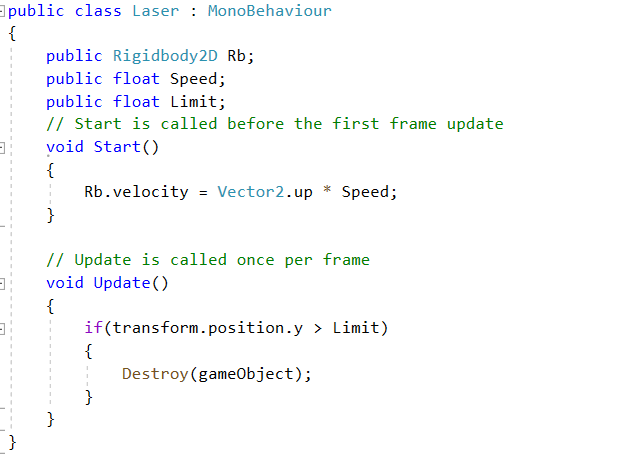 public class Laser : MonoBehaviour
{
    public Rigidbody2D Rb;
    public float Speed;
    public float Limit;
    // Start is called before the first frame update
    void Start()
    {
        Rb.velocity = Vector2.up * Speed;
    }

    // Update is called once per frame
    void Update()
    {
        if(transform.position.y > Limit)
        {
            Destroy(gameObject);
        }
    }
}